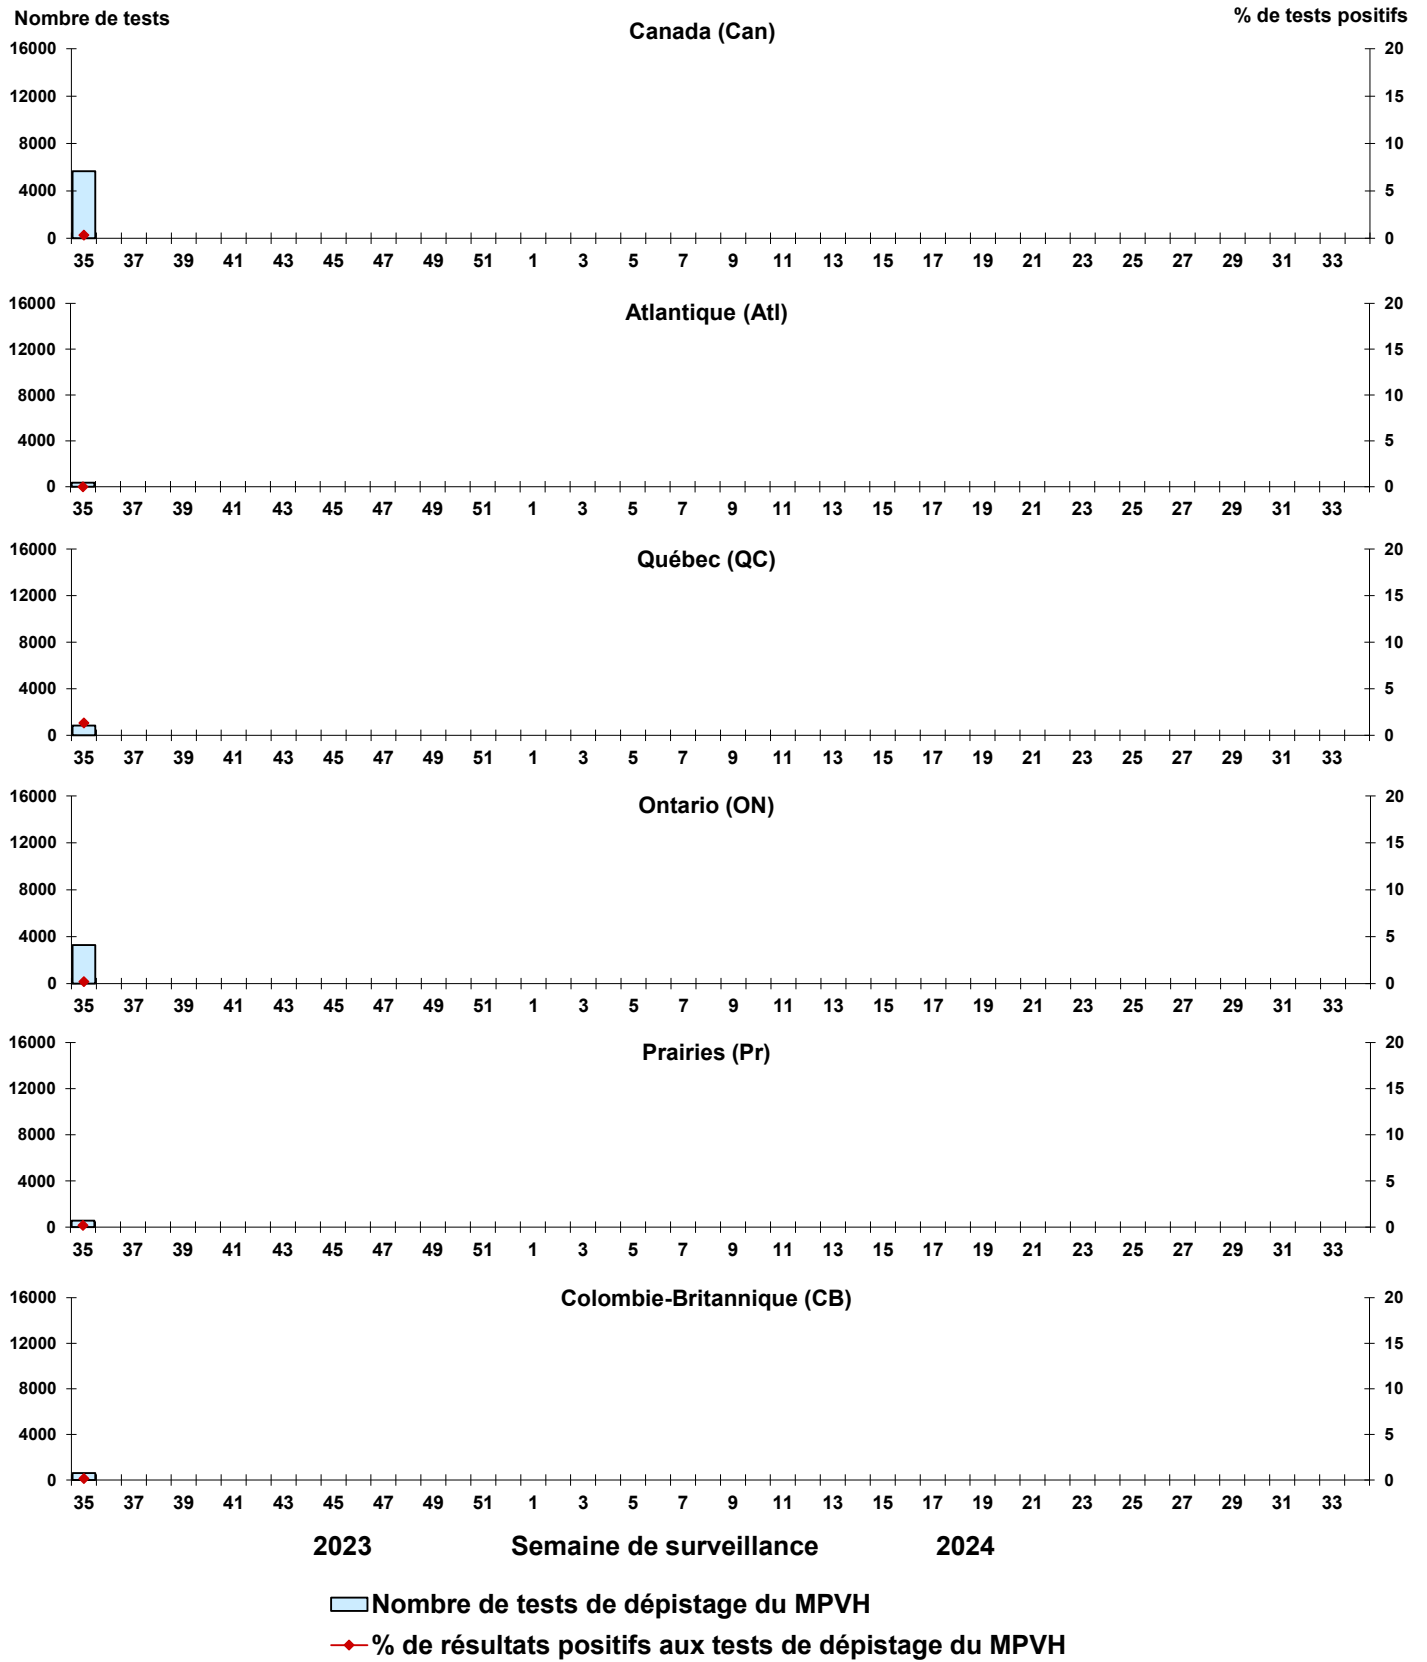 Nombre de tests
% de tests positifs
Canada (Can)
16000 20
12000 15
8000 10
4000 5
0 0
35 37 39 41 43 45 47 49 51 1 3 5 7 9 11 13 15 17 19 21 23 25 27 29 31 33
Atlantique (Atl)
16000 20
12000 15
8000 10
4000 5
0 0
35 37 39 41 43 45 47 49 51 1 3 5 7 9 11 13 15 17 19 21 23 25 27 29 31 33
Québec (QC)
16000 20
12000 15
8000 10
4000 5
0 0
35 37 39 41 43 45 47 49 51 1 3 5 7 9 11 13 15 17 19 21 23 25 27 29 31 33
Ontario (ON)
16000 20
12000 15
8000 10
4000 5
0 0
35 37 39 41 43 45 47 49 51 1 3 5 7 9 11 13 15 17 19 21 23 25 27 29 31 33
Prairies (Pr)
16000 20
12000 15
8000 10
4000 5
0 0
35 37 39 41 43 45 47 49 51 1 3 5 7 9 11 13 15 17 19 21 23 25 27 29 31 33
Colombie-Britannique (CB)
16000 20
12000 15
8000 10
4000 5
0 0
35 37 39 41 43 45 47 49 51 1 3 5 7 9 11 13 15 17 19 21 23 25 27 29 31 33
2023 Semaine de surveillance 2024
Nombre de tests de dépistage du MPVH
% de résultats positifs aux tests de dépistage du MPVH